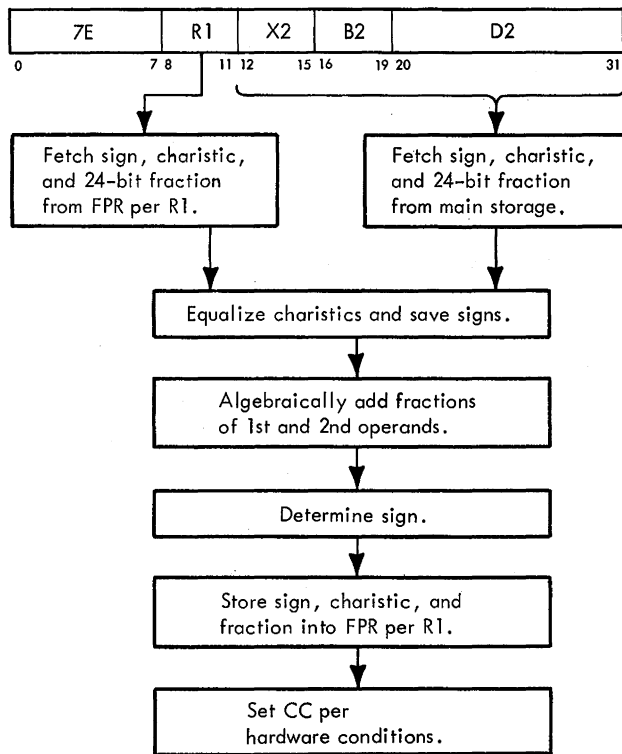 7E R1 X2 B2 D2
0 7 8 11 12 15 16 19 20 31
Fetch sign, charistic,
and 24-bit fraction
from FPR per R1.
Fetch sign, charistic,
and 24-bit fraction
from main storage.
Equalize charistics and save signs.
Algebraically add fractions
of 1st and 2nd operands.
Determine sign.
Store sign, charistic, and
fraction into FPR per R1.
Set CC per
hardware conditions.